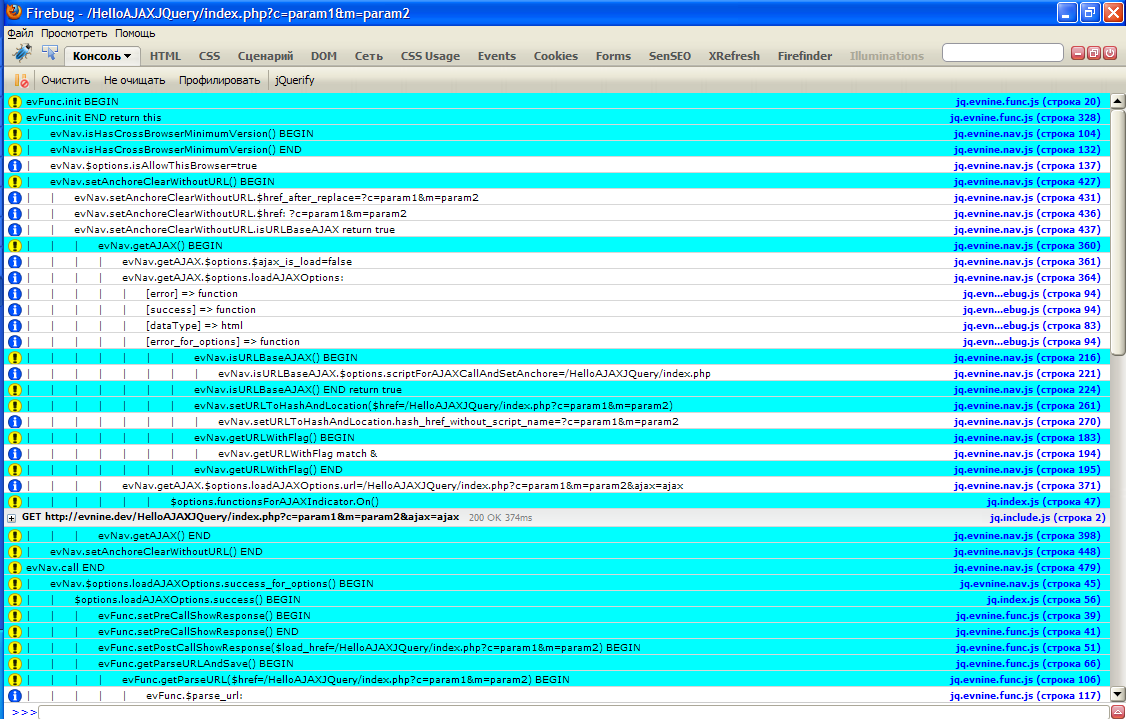 Firebug - /HelloAJAXJQuery/index.php?c=param1&m=param2
Файл Просмотреть Помощь
Консоль HTML CSS Сценарий DOM Сеть CSS Usage Events Cookies Forms SenSEO XRefresh Firefinder Illuminations
Очистить Не очищать Профилировать jQuerify
evFunc.init BEGIN jq.evnine.func.js (строка 20)
evFunc.init END return this jq.evnine.func.js (строка 328)
| evNav.isHasCrossBrowserMinimumVersion() BEGIN jq.evnine.nav.js (строка 104)
| evNav.isHasCrossBrowserMinimumVersion() END jq.evnine.nav.js (строка 132)
| evNav.$options.isAllowThisBrowser=true jq.evnine.nav.js (строка 137)
| evNav.setAnchoreClearWithoutURL() BEGIN jq.evnine.nav.js (строка 427)
| | evNav.setAnchoreClearWithoutURL.$href_after_replace=?c=param1&m=param2 jq.evnine.nav.js (строка 431)
| | evNav.setAnchoreClearWithoutURL.$href: ?c=param1&m=param2 jq.evnine.nav.js (строка 436)
| | evNav.setAnchoreClearWithoutURL.isURLBaseAJAX return true jq.evnine.nav.js (строка 437)
| | | evNav.getAJAX() BEGIN jq.evnine.nav.js (строка 360)
| | | | evNav.getAJAX.$options.$ajax_is_load=false jq.evnine.nav.js (строка 361)
| | | | evNav.getAJAX.$options.loadAJAXOptions: jq.evnine.nav.js (строка 364)
| | | | | [error] => function jq.evn...ebug.js (строка 94)
| | | | | [success] => function jq.evn...ebug.js (строка 94)
| | | | | [dataType] => html jq.evn...ebug.js (строка 83)
| | | | | [error_for_options] => function jq.evn...ebug.js (строка 94)
| | | | | | | evNav.isURLBaseAJAX() BEGIN jq.evnine.nav.js (строка 216)
| | | | | | | | evNav.isURLBaseAJAX.$options.scriptForAJAXCallAndSetAnchore=/HelloAJAXJQuery/index.php jq.evnine.nav.js (строка 221)
| | | | | | | evNav.isURLBaseAJAX() END return true jq.evnine.nav.js (строка 224)
| | | | | | | evNav.setURLToHashAndLocation($href=/HelloAJAXJQuery/index.php?c=param1&m=param2) jq.evnine.nav.js (строка 261)
| | | | | | | | evNav.setURLToHashAndLocation.hash_href_without_script_name=?c=param1&m=param2 jq.evnine.nav.js (строка 270)
| | | | | | | evNav.getURLWithFlag() BEGIN jq.evnine.nav.js (строка 183)
| | | | | | | | evNav.getURLWithFlag match & jq.evnine.nav.js (строка 194)
| | | | | | | evNav.getURLWithFlag() END jq.evnine.nav.js (строка 195)
| | | | evNav.getAJAX.$options.loadAJAXOptions.url=/HelloAJAXJQuery/index.php?c=param1&m=param2&ajax=ajax jq.evnine.nav.js (строка 371)
| | | | | | $options.functionsForAJAXIndicator.On() jq.index.js (строка 47)
GET http://evnine.dev/HelloAJAXJQuery/index.php?c=param1&m=param2&ajax=ajax 200 OK 374ms jq.include.js (строка 2)
| | | evNav.getAJAX() END jq.evnine.nav.js (строка 398)
| evNav.setAnchoreClearWithoutURL() END jq.evnine.nav.js (строка 448)
evNav.call END jq.evnine.nav.js (строка 479)
| evNav.$options.loadAJAXOptions.success_for_options() BEGIN jq.evnine.nav.js (строка 45)
| | $options.loadAJAXOptions.success() BEGIN jq.index.js (строка 56)
| | | evFunc.setPreCallShowResponse() BEGIN jq.evnine.func.js (строка 39)
| | | evFunc.setPreCallShowResponse() END jq.evnine.func.js (строка 41)
| | | evFunc.setPostCallShowResponse($load_href=/HelloAJAXJQuery/index.php?c=param1&m=param2) BEGIN jq.evnine.func.js (строка 51)
| | | evFunc.getParseURLAndSave() BEGIN jq.evnine.func.js (строка 66)
| | | | evFunc.getParseURL($href=/HelloAJAXJQuery/index.php?c=param1&m=param2) BEGIN jq.evnine.func.js (строка 106)
| | | | | evFunc.$parse_url: jq.evnine.func.js (строка 117)
>>>